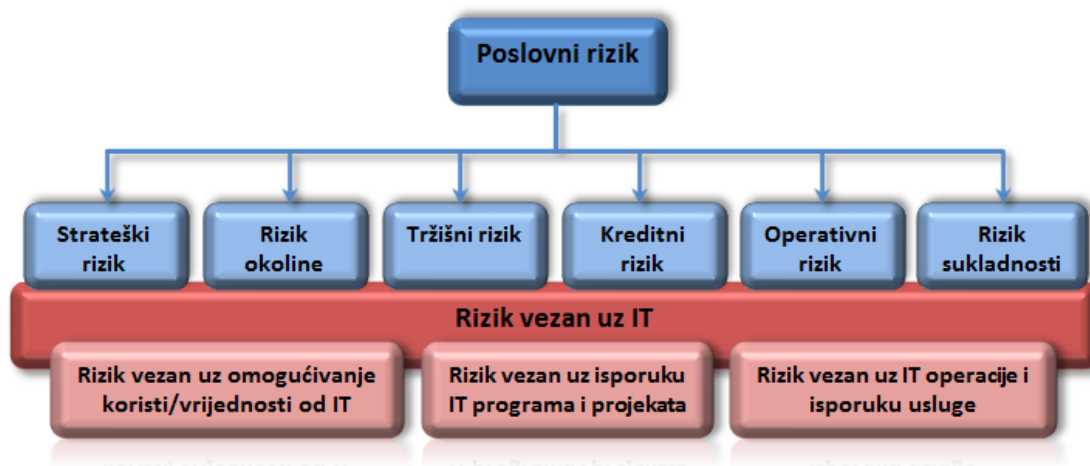 Poslovni rizik
Strateški
rizik
Rizik
okoline
Tržišni rizik
Kreditni
rizik
Operativni
rizik
Rizik
sukladnosti
Rizik vezan uz IT
Rizik vezan uz omogućivanje
koristi/vrijednosti od IT
Rizik vezan uz isporuku
IT programa i projekata
Rizik vezan uz IT operacije i
isporuku usluge